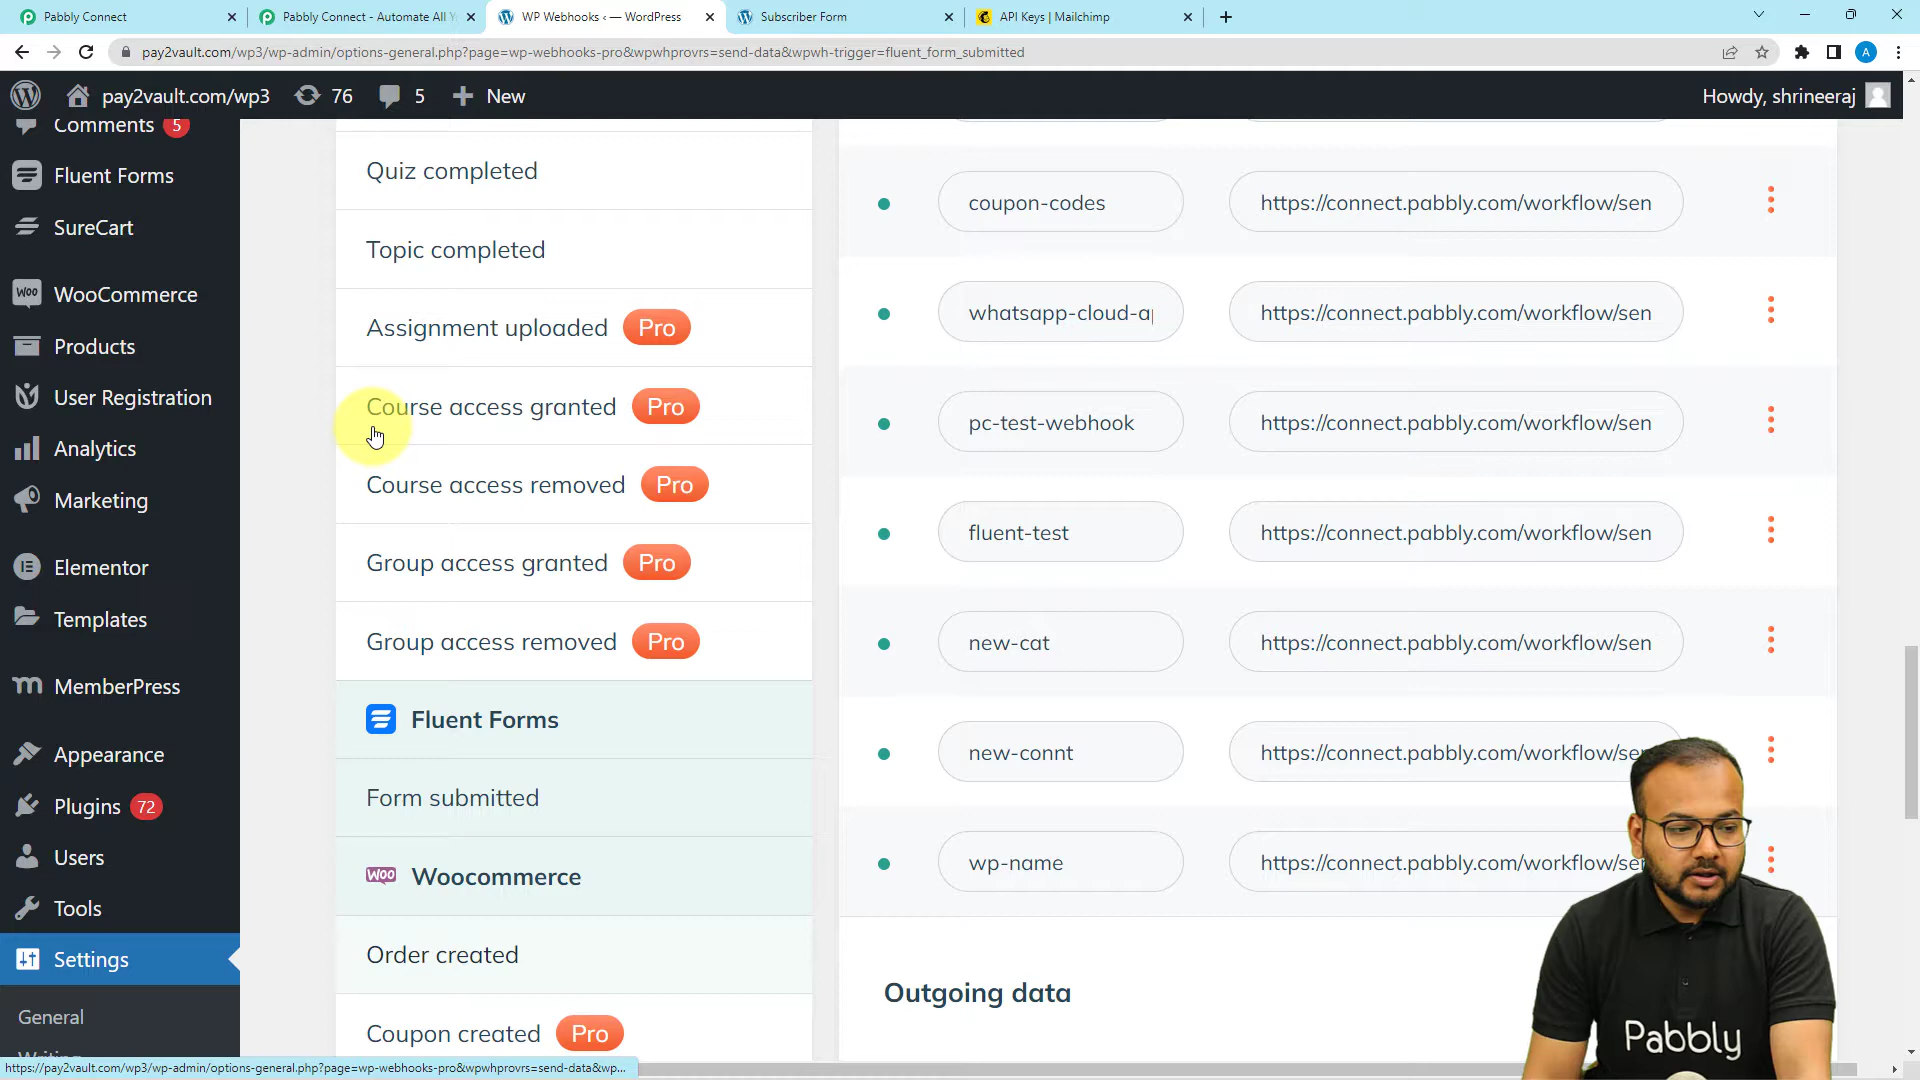 Pabbly Connect
Pabbly Connect - Automate All Y
WP Webhooks ‹ — WordPress
Subscriber Form
API Keys | Mailchimp
pay2vault.com/wp3/wp-admin/options-general.php?page=wp-webhooks-pro&wpwhprovrs=send-data&wpwh-trigger=fluent_form_submitted
A
pay2vault.com/wp3
76
5
New
Howdy, shrineeraj
Comments 5
Fluent Forms
SureCart
WooCommerce
Products
User Registration
Analytics
Marketing
Elementor
Templates
MemberPress
Appearance
Plugins 72
Users
Tools
Settings
General
Quiz completed
Topic completed
Assignment uploaded Pro
Course access granted Pro
Course access removed Pro
Group access granted Pro
Group access removed Pro
Fluent Forms
Form submitted
Woocommerce
Order created
Coupon created Pro
coupon-codes https://connect.pabbly.com/workflow/sen
whatsapp-cloud-ap https://connect.pabbly.com/workflow/sen
pc-test-webhook https://connect.pabbly.com/workflow/sen
fluent-test https://connect.pabbly.com/workflow/sen
new-cat https://connect.pabbly.com/workflow/sen
new-connt https://connect.pabbly.com/workflow/sen
wp-name https://connect.pabbly.com/workflow/sen
Outgoing data
Pabbly
https://pay2vault.com/wp3/wp-admin/options-general.php?page=wp-webhooks-pro&wpwhprovrs=send-data&wp...